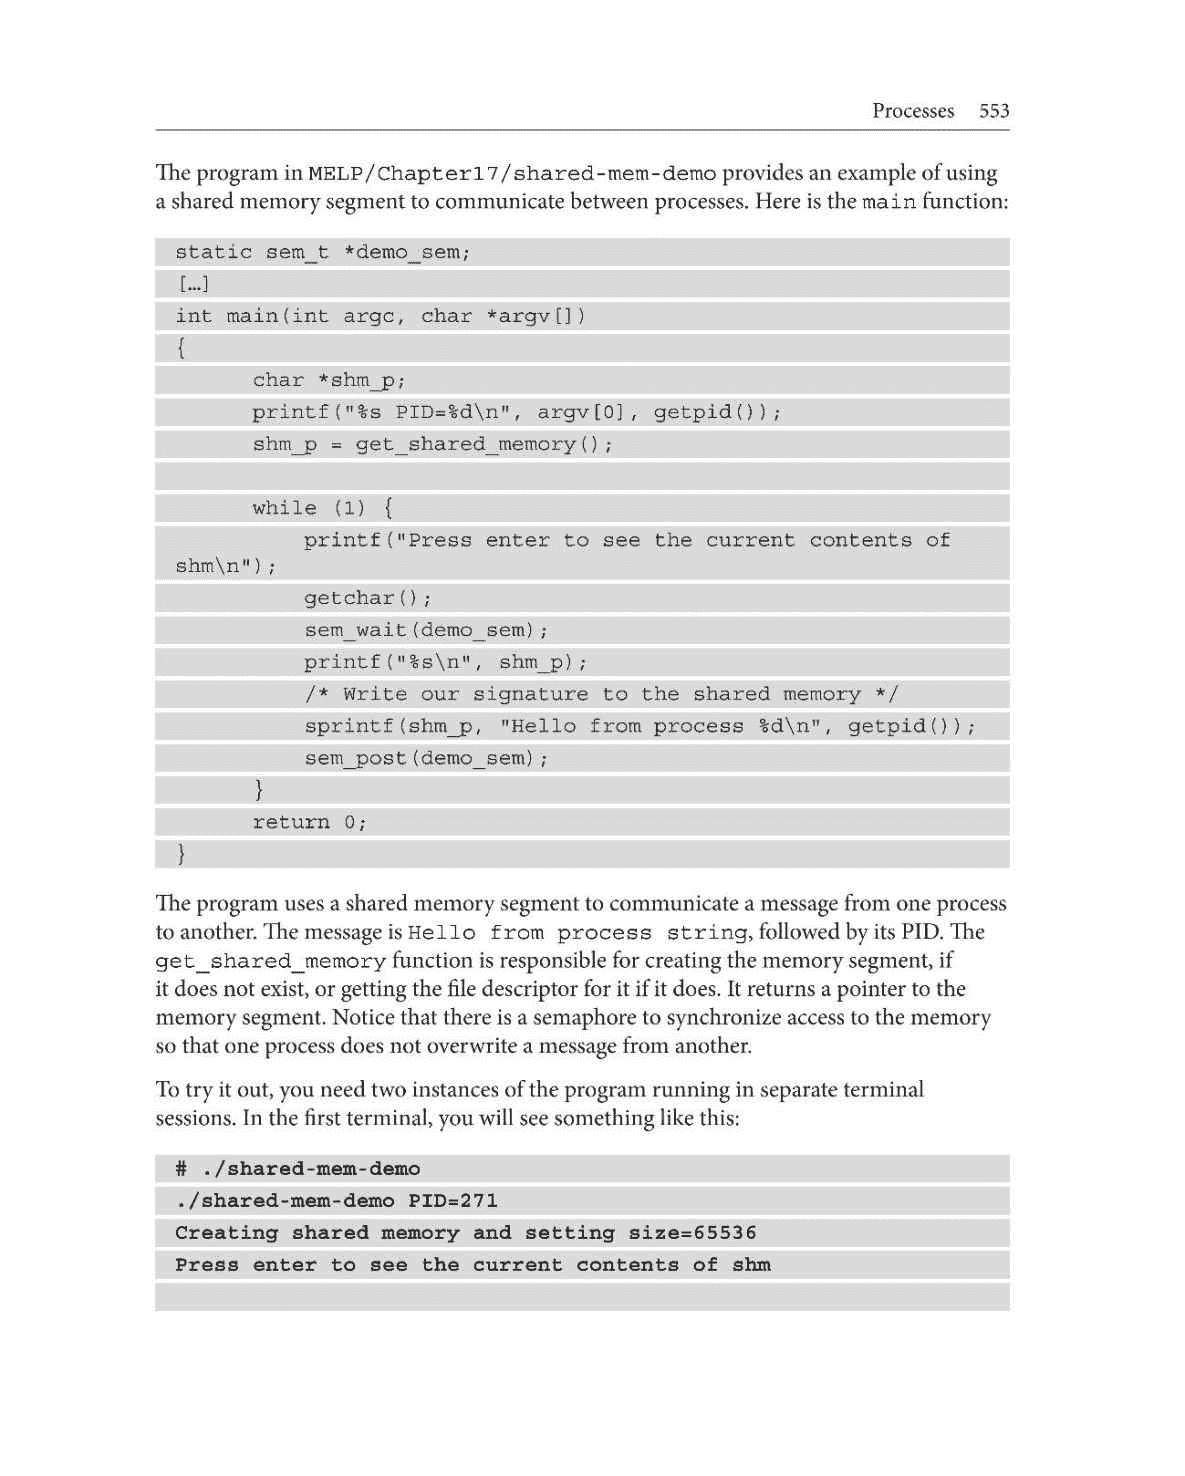 Processes 553
The program in MELP/Chapter17/shared-mem-demo provides an example of using
a shared memory segment to communicate between processes. Here is the main function:
static sem_t *demo_sem;
[…]
int main(int argc, char *argv[])
{
char *shm_p;
printf("%s PID=%d\n", argv[0], getpid());
shm_p = get_shared_memory();
while (1) {
printf("Press enter to see the current contents of
shm\n");
getchar();
sem_wait(demo_sem);
printf("%s\n", shm_p);
/* Write our signature to the shared memory */
sprintf(shm_p, "Hello from process %d\n", getpid());
sem_post(demo_sem);
}
return 0;
}
The program uses a shared memory segment to communicate a message from one process
to another. The message is Hello from process string, followed by its PID. The
get_shared_memory function is responsible for creating the memory segment, if
it does not exist, or getting the file descriptor for it if it does. It returns a pointer to the
memory segment. Notice that there is a semaphore to synchronize access to the memory
so that one process does not overwrite a message from another.
To try it out, you need two instances of the program running in separate terminal
sessions. In the first terminal, you will see something like this:
# ./shared-mem-demo
./shared-mem-demo PID=271
Creating shared memory and setting size=65536
Press enter to see the current contents of shm